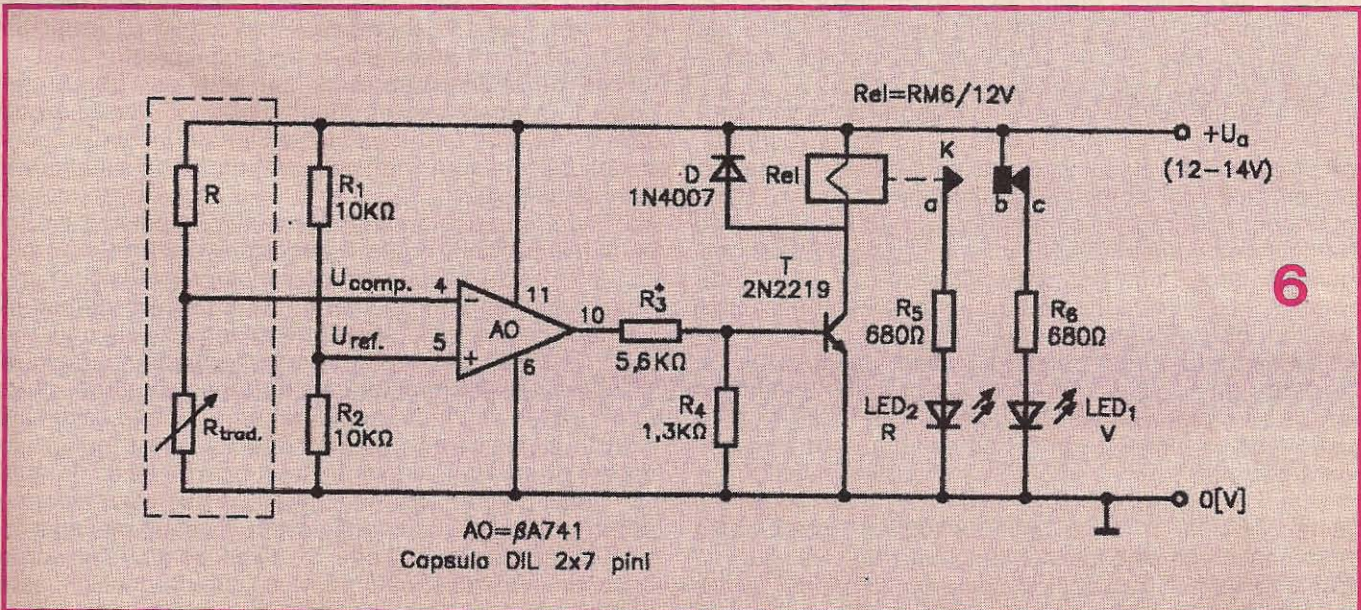 Rel=RM6/12V
+Ua
(12-14V)
R
R1
10KΩ
D
1N4007
Rel
K
a
b
c
6
Ucomp.
4
-
11
AO
10
R3*
5,6KΩ
T
2N2219
R5
680Ω
R6
680Ω
Uref.
5
+
6
Rtrad.
R2
10KΩ
R4
1,3KΩ
LED2
R
LED1
V
0[V]
AO=βA741
Capsula DIL 2x7 pini